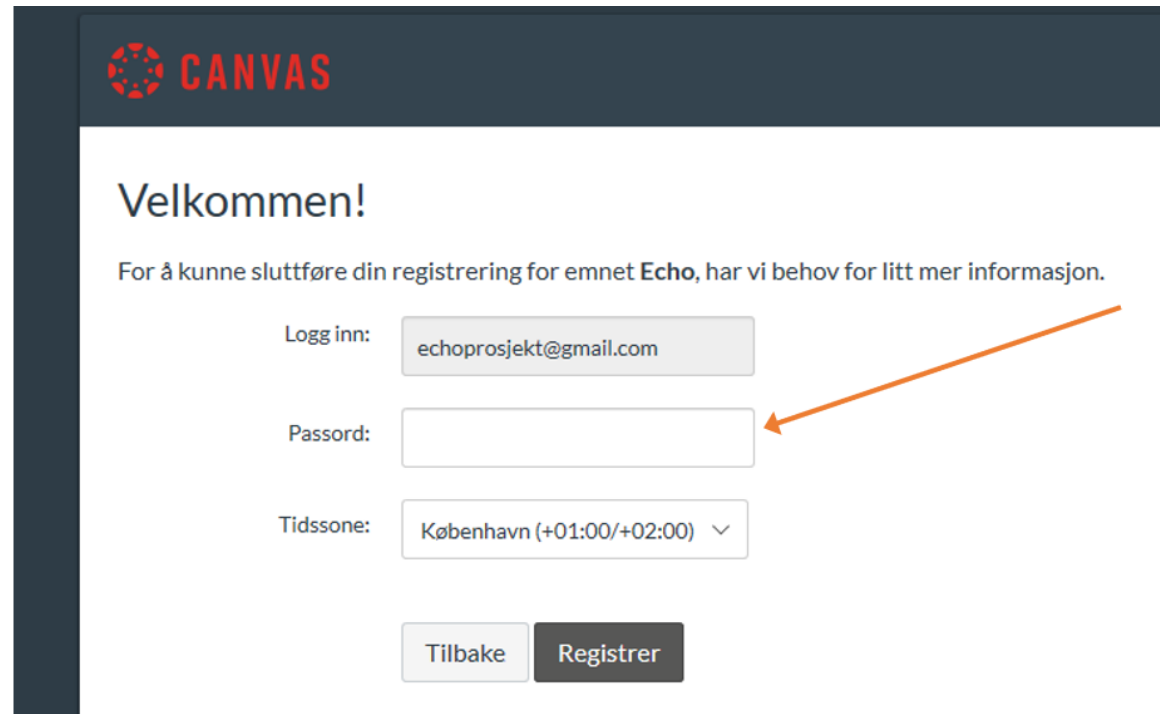 CANVAS
Velkommen!
For å kunne sluttføre din registrering for emnet Echo, har vi behov for litt mer informasjon.
Logg inn: echoprosjekt@gmail.com
Passord:
Tidssone: København (+01:00/+02:00)
Tilbake Registrer